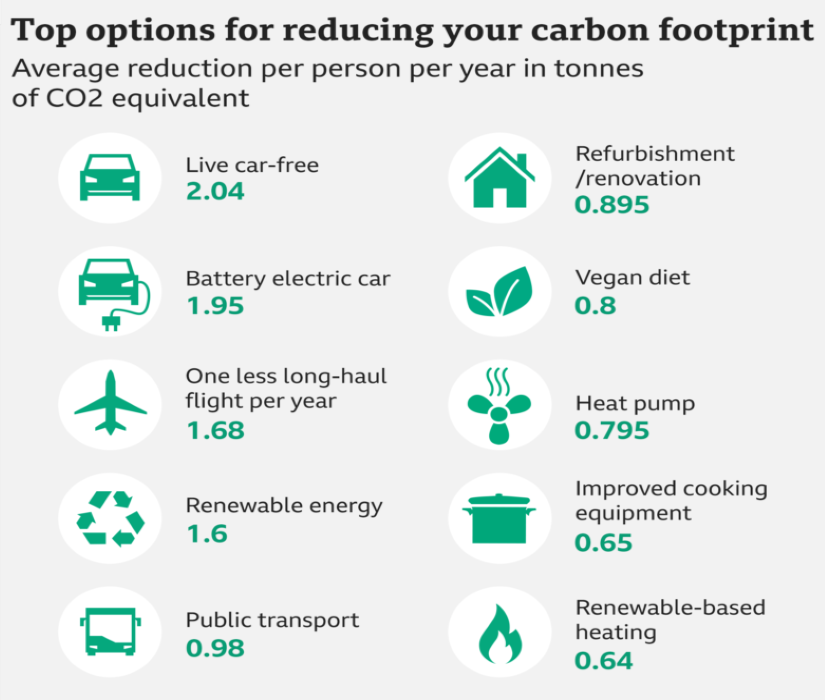 Top options for reducing your carbon footprint
Average reduction per person per year in tonnes
of CO2 equivalent
Live car-free
2.04
Battery electric car
1.95
One less long-haul
flight per year
1.68
Renewable energy
1.6
Public transport
0.98
Refurbishment
/renovation
0.895
Vegan diet
0.8
Heat pump
0.795
Improved cooking
equipment
0.65
Renewable-based
heating
0.64